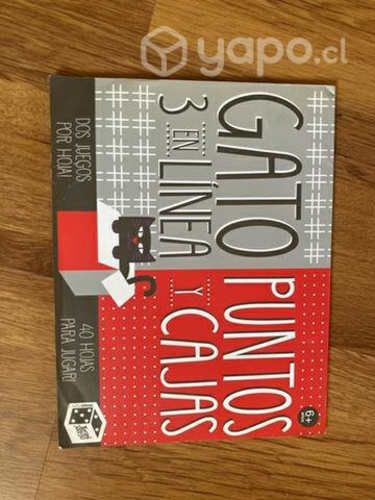 yapo.cl
GATO
3 EN LÍNEA
PUNTOS
Y CAJAS
DOS JUEGOS
POR HOJA!
40 HOJAS
PARA JUGAR!
6+